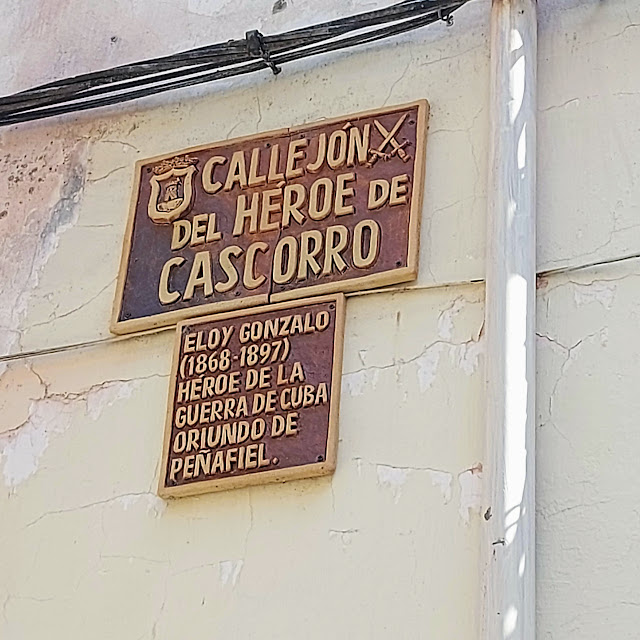 CALLEJÓN
DEL HÉROE DE
CASCORRO
ELOY GONZALO
(1868-1897)
HÉROE DE LA
GUERRA DE CUBA
ORIUNDO DE
PEÑAFIEL.